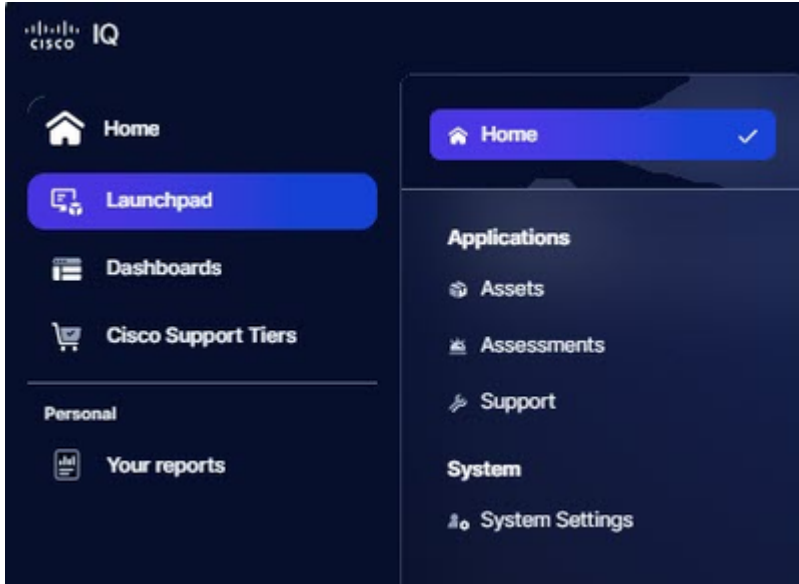 CISCO IQ
Home
Launchpad
Dashboards
Cisco Support Tiers
Personal
Your reports
Home
Applications
Assets
Assessments
Support
System
System Settings